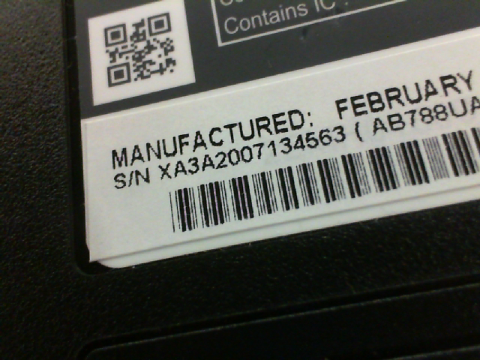 Contains IC
MANUFACTURED: FEBRUARY
S/N XA3A2007134563 ( AB788UA